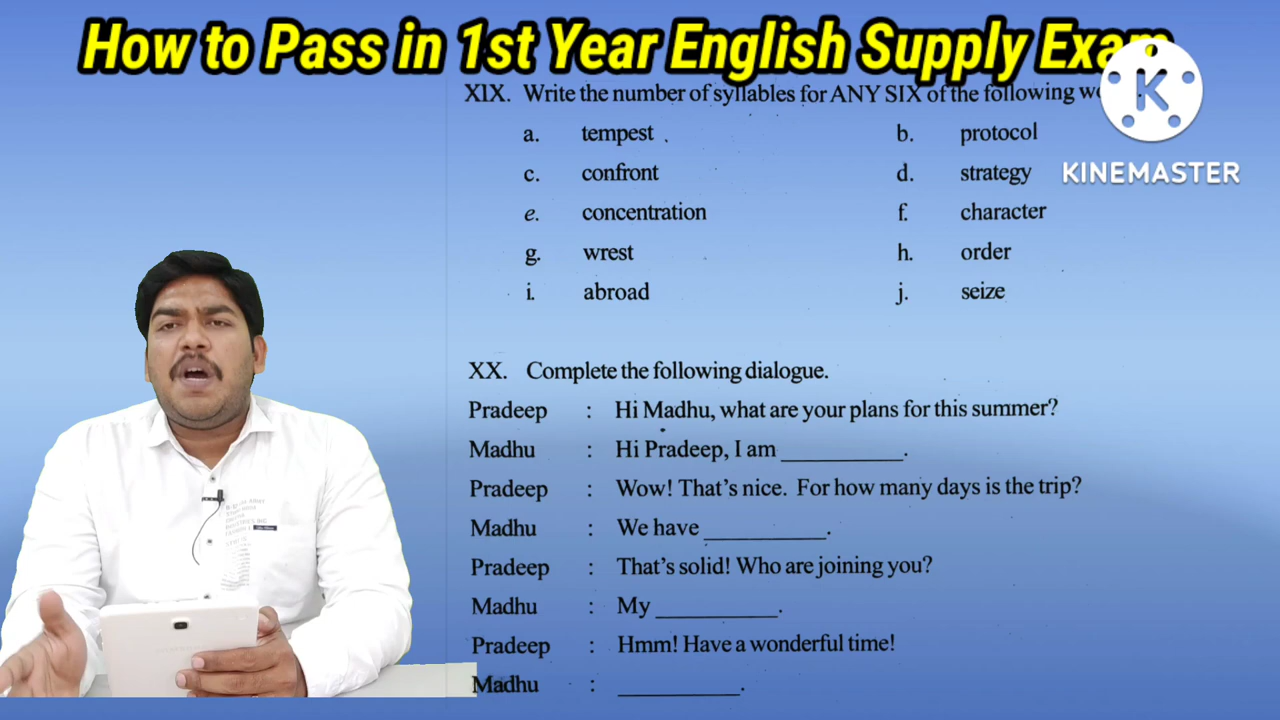 How to Pass in 1st Year English Supply Exam
XIX. Write the number of syllables for ANY SIX of the following
K
KINEMASTER
a. tempest b. protocol
c. confront d. strategy
e. concentration f. character
g. wrest h. order
i. abroad j. seize
XX. Complete the following dialogue.
Pradeep : Hi Madhu, what are your plans for this summer?
Madhu : Hi Pradeep, I am ___________.
Pradeep : Wow! That's nice. For how many days is the trip?
Madhu : We have ___________.
Pradeep : That's solid! Who are joining you?
Madhu : My ___________.
Pradeep : Hmm! Have a wonderful time!
Madhu : ___________.